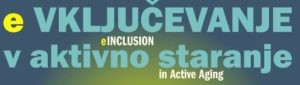 e VKLJUČEVANJE
eINCLUSION
v aktivno staranje
in Active Aging